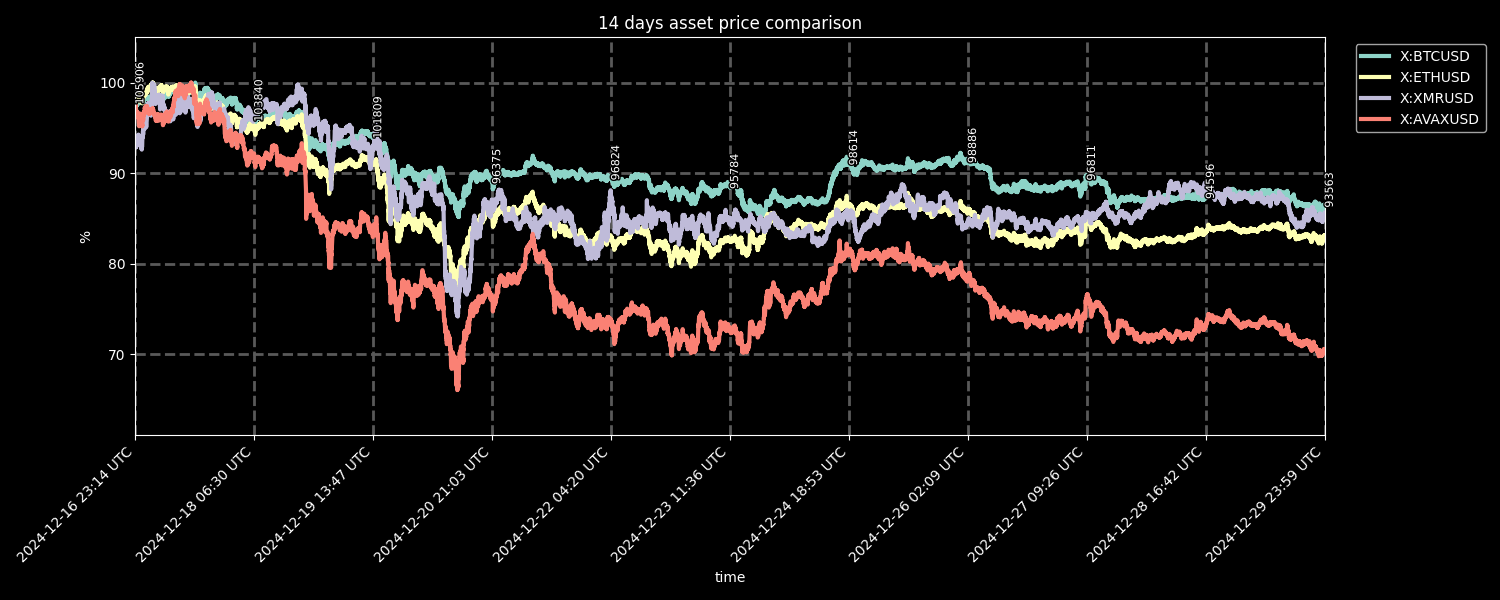 14 days asset price comparison
X:BTCUSD
X:ETHUSD
X:XMRUSD
X:AVAXUSD
100
90
80
70
%
105906
103840
101809
96375
96824
95784
98614
98886
96811
94596
93563
2024-12-16 23:14 UTC
2024-12-18 06:30 UTC
2024-12-19 13:47 UTC
2024-12-20 21:03 UTC
2024-12-22 04:20 UTC
2024-12-23 11:36 UTC
2024-12-24 18:53 UTC
2024-12-26 02:09 UTC
2024-12-27 09:26 UTC
2024-12-28 16:42 UTC
2024-12-29 23:59 UTC
time